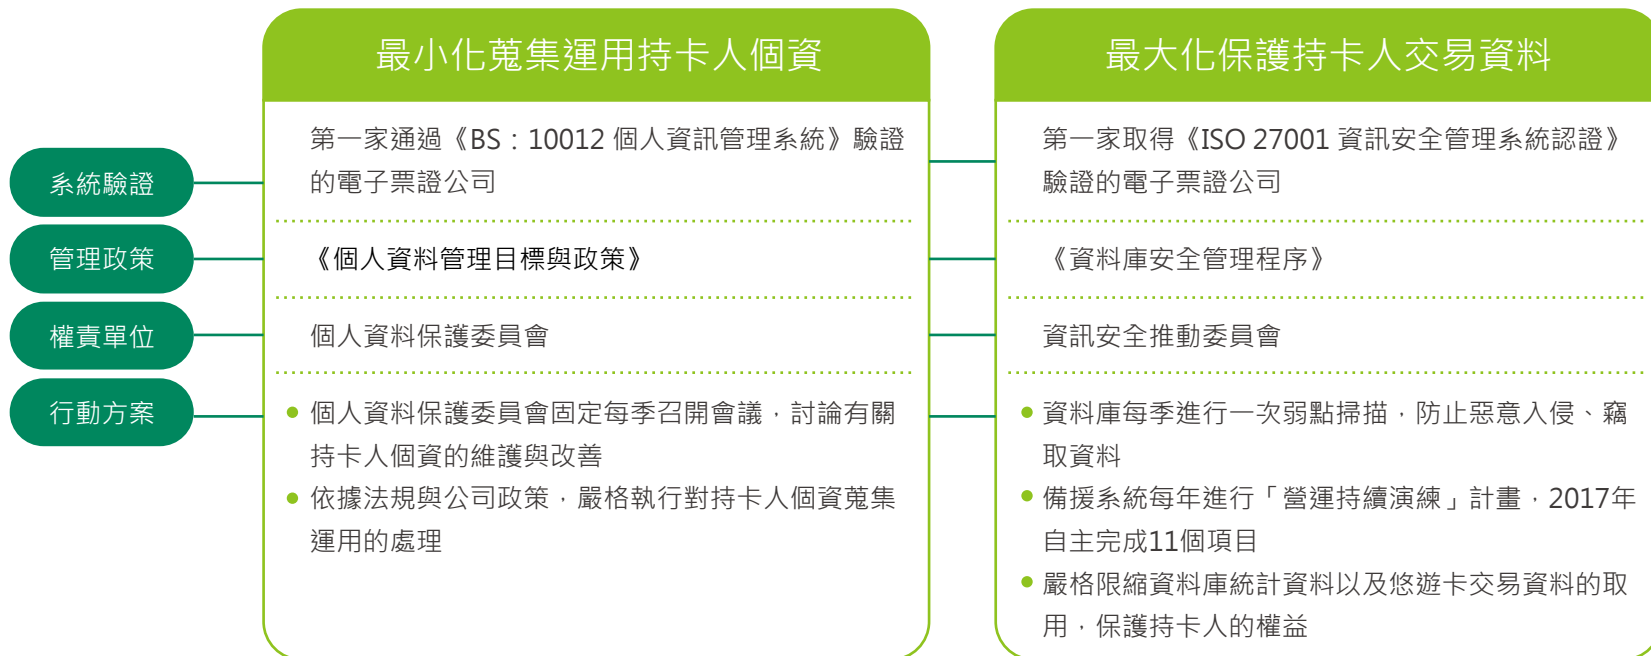 最小化蒐集運用持卡人個資
最大化保護持卡人交易資料
系統驗證
第一家通過《BS：10012 個人資訊管理系統》驗證
的電子票證公司
第一家取得《ISO 27001 資訊安全管理系統認證》
驗證的電子票證公司
管理政策
《個人資料管理目標與政策》
《資料庫安全管理程序》
權責單位
個人資料保護委員會
資訊安全推動委員會
行動方案
• 個人資料保護委員會固定每季召開會議，討論有關
持卡人個資的維護與改善
• 依據法規與公司政策，嚴格執行對持卡人個資蒐集
運用的處理
• 資料庫每季進行一次弱點掃描，防止惡意入侵、竊
取資料
• 備援系統每年進行「營運持續演練」計畫，2017年
自主完成11個項目
• 嚴格限縮資料庫統計資料以及悠遊卡交易資料的取
用，保護持卡人的權益